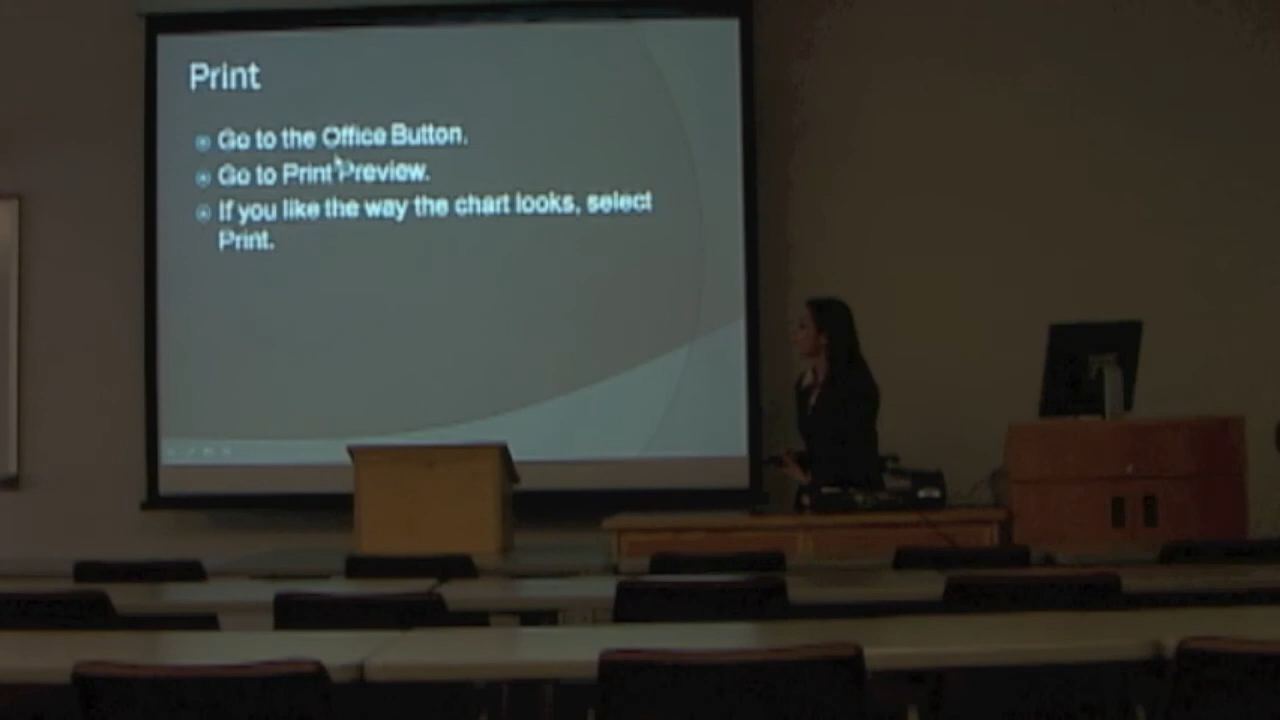 Print
Go to the Office Button.
Go to Print Preview.
If you like the way the chart looks, select
Print.